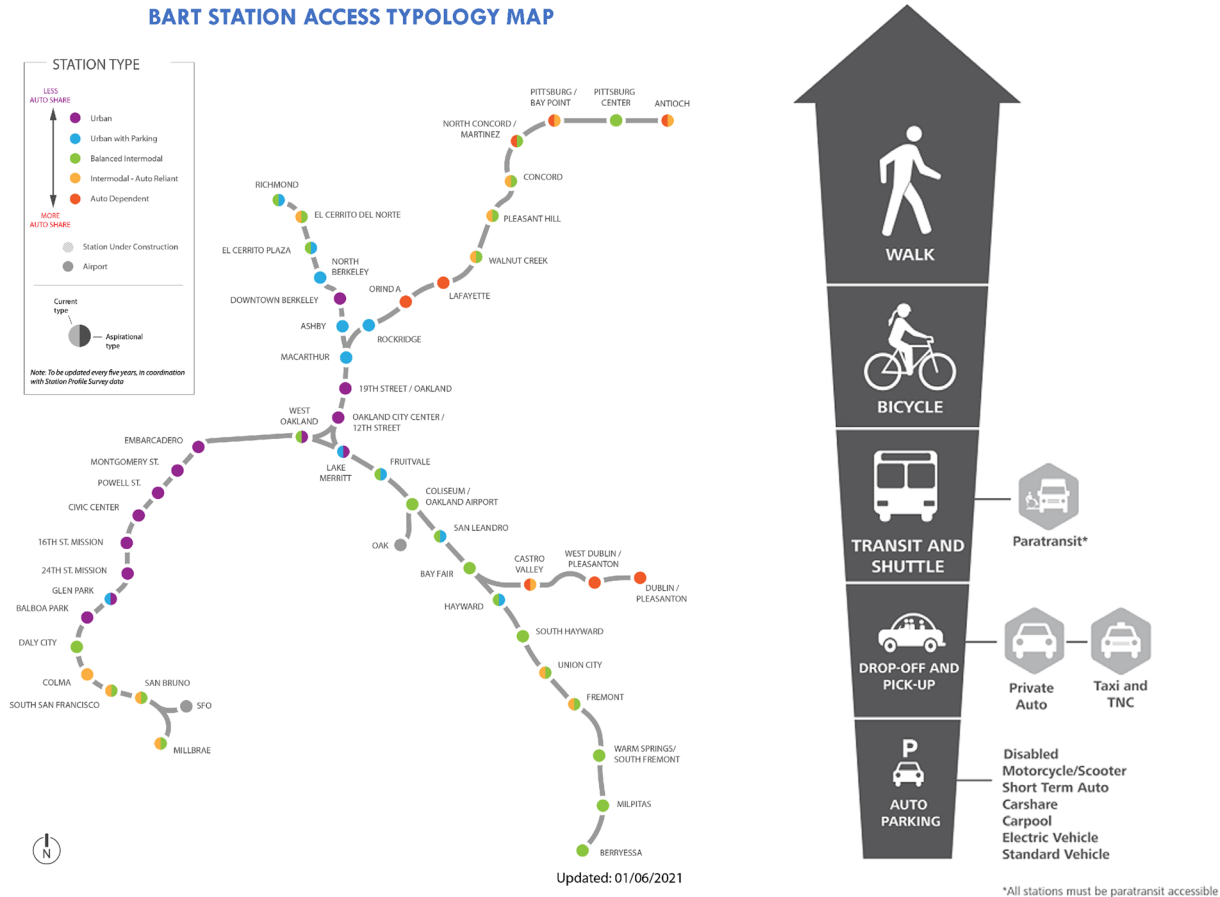 BART STATION ACCESS TYPOLOGY MAP
STATION TYPE
LESS
AUTO SHARE
Urban
Urban with Parking
Balanced Intermodal
Intermodal - Auto Reliant
Auto Dependent
MORE
AUTO SHARE
Station Under Construction
Airport
Current
type
Aspirational
type
Note: To be updated every five years, in coordination
with Station Profile Survey data
PITTSBURG /
BAY POINT
PITTSBURG
CENTER
ANTIOCH
NORTH CONCORD /
MARTINEZ
CONCORD
PLEASANT HILL
WALNUT CREEK
LAFAYETTE
ORIND A
ROCKRIDGE
RICHMOND
EL CERRITO DEL NORTE
EL CERRITO PLAZA
NORTH
BERKELEY
DOWNTOWN BERKELEY
ASHBY
MACARTHUR
19TH STREET / OAKLAND
OAKLAND CITY CENTER /
12TH STREET
WEST
OAKLAND
LAKE
MERRITT
EMBARCADERO
MONTGOMERY ST.
POWELL ST.
CIVIC CENTER
16TH ST. MISSION
24TH ST. MISSION
GLEN PARK
BALBOA PARK
DALY CITY
COLMA
SOUTH SAN FRANCISCO
SAN BRUNO
SFO
MILLBRAE
FRUITVALE
COLISEUM /
OAKLAND AIRPORT
OAK
SAN LEANDRO
BAY FAIR
CASTRO
VALLEY
WEST DUBLIN /
PLEASANTON
DUBLIN /
PLEASANTON
HAYWARD
SOUTH HAYWARD
UNION CITY
FREMONT
WARM SPRINGS/
SOUTH FREMONT
MILPITAS
BERRYESSA
N
Updated: 01/06/2021
WALK
BICYCLE
TRANSIT AND
SHUTTLE
Paratransit*
DROP-OFF AND
PICK-UP
Private
Auto
Taxi and
TNC
P
AUTO
PARKING
Disabled
Motorcycle/Scooter
Short Term Auto
Carshare
Carpool
Electric Vehicle
Standard Vehicle
*All stations must be paratransit accessible